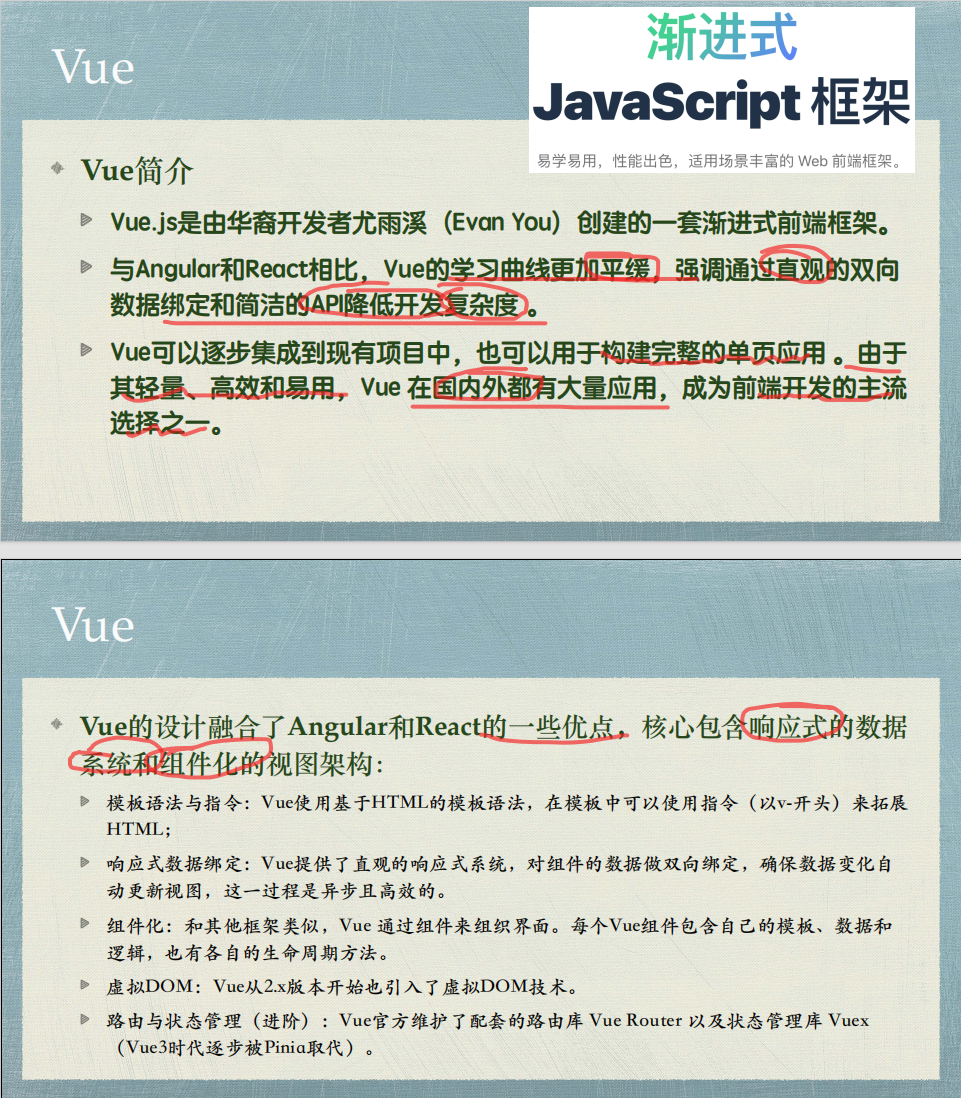 渐进式
JavaScript 框架
易学易用，性能出色，适用场景丰富的 Web 前端框架。
Vue
Vue简介
Vue.js是由华裔开发者尤雨溪（Evan You）创建的一套渐进式前端框架。
与Angular和React相比，Vue的学习曲线更加平缓，强调通过直观的双向
数据绑定和简洁的API降低开发复杂度 。
Vue可以逐步集成到现有项目中，也可以用于构建完整的单页应用 。由于
其轻量、高效和易用，Vue 在国内外都有大量应用，成为前端开发的主流
选择之一。
Vue
Vue的设计融合了Angular和React的一些优点，核心包含响应式的数据
系统和组件化的视图架构：
模板语法与指令：Vue使用基于HTML的模板语法，在模板中可以使用指令（以v-开头）来拓展
HTML；
响应式数据绑定：Vue提供了直观的响应式系统，对组件的数据做双向绑定，确保数据变化自
动更新视图，这一过程是异步且高效的。
组件化：和其他框架类似，Vue 通过组件来组织界面。每个Vue组件包含自己的模板、数据和
逻辑，也有各自的生命周期方法。
虚拟DOM：Vue从2.x版本开始也引入了虚拟DOM技术。
路由与状态管理（进阶）：Vue官方维护了配套的路由库 Vue Router 以及状态管理库 Vuex
（Vue3时代逐步被Pinia取代）。